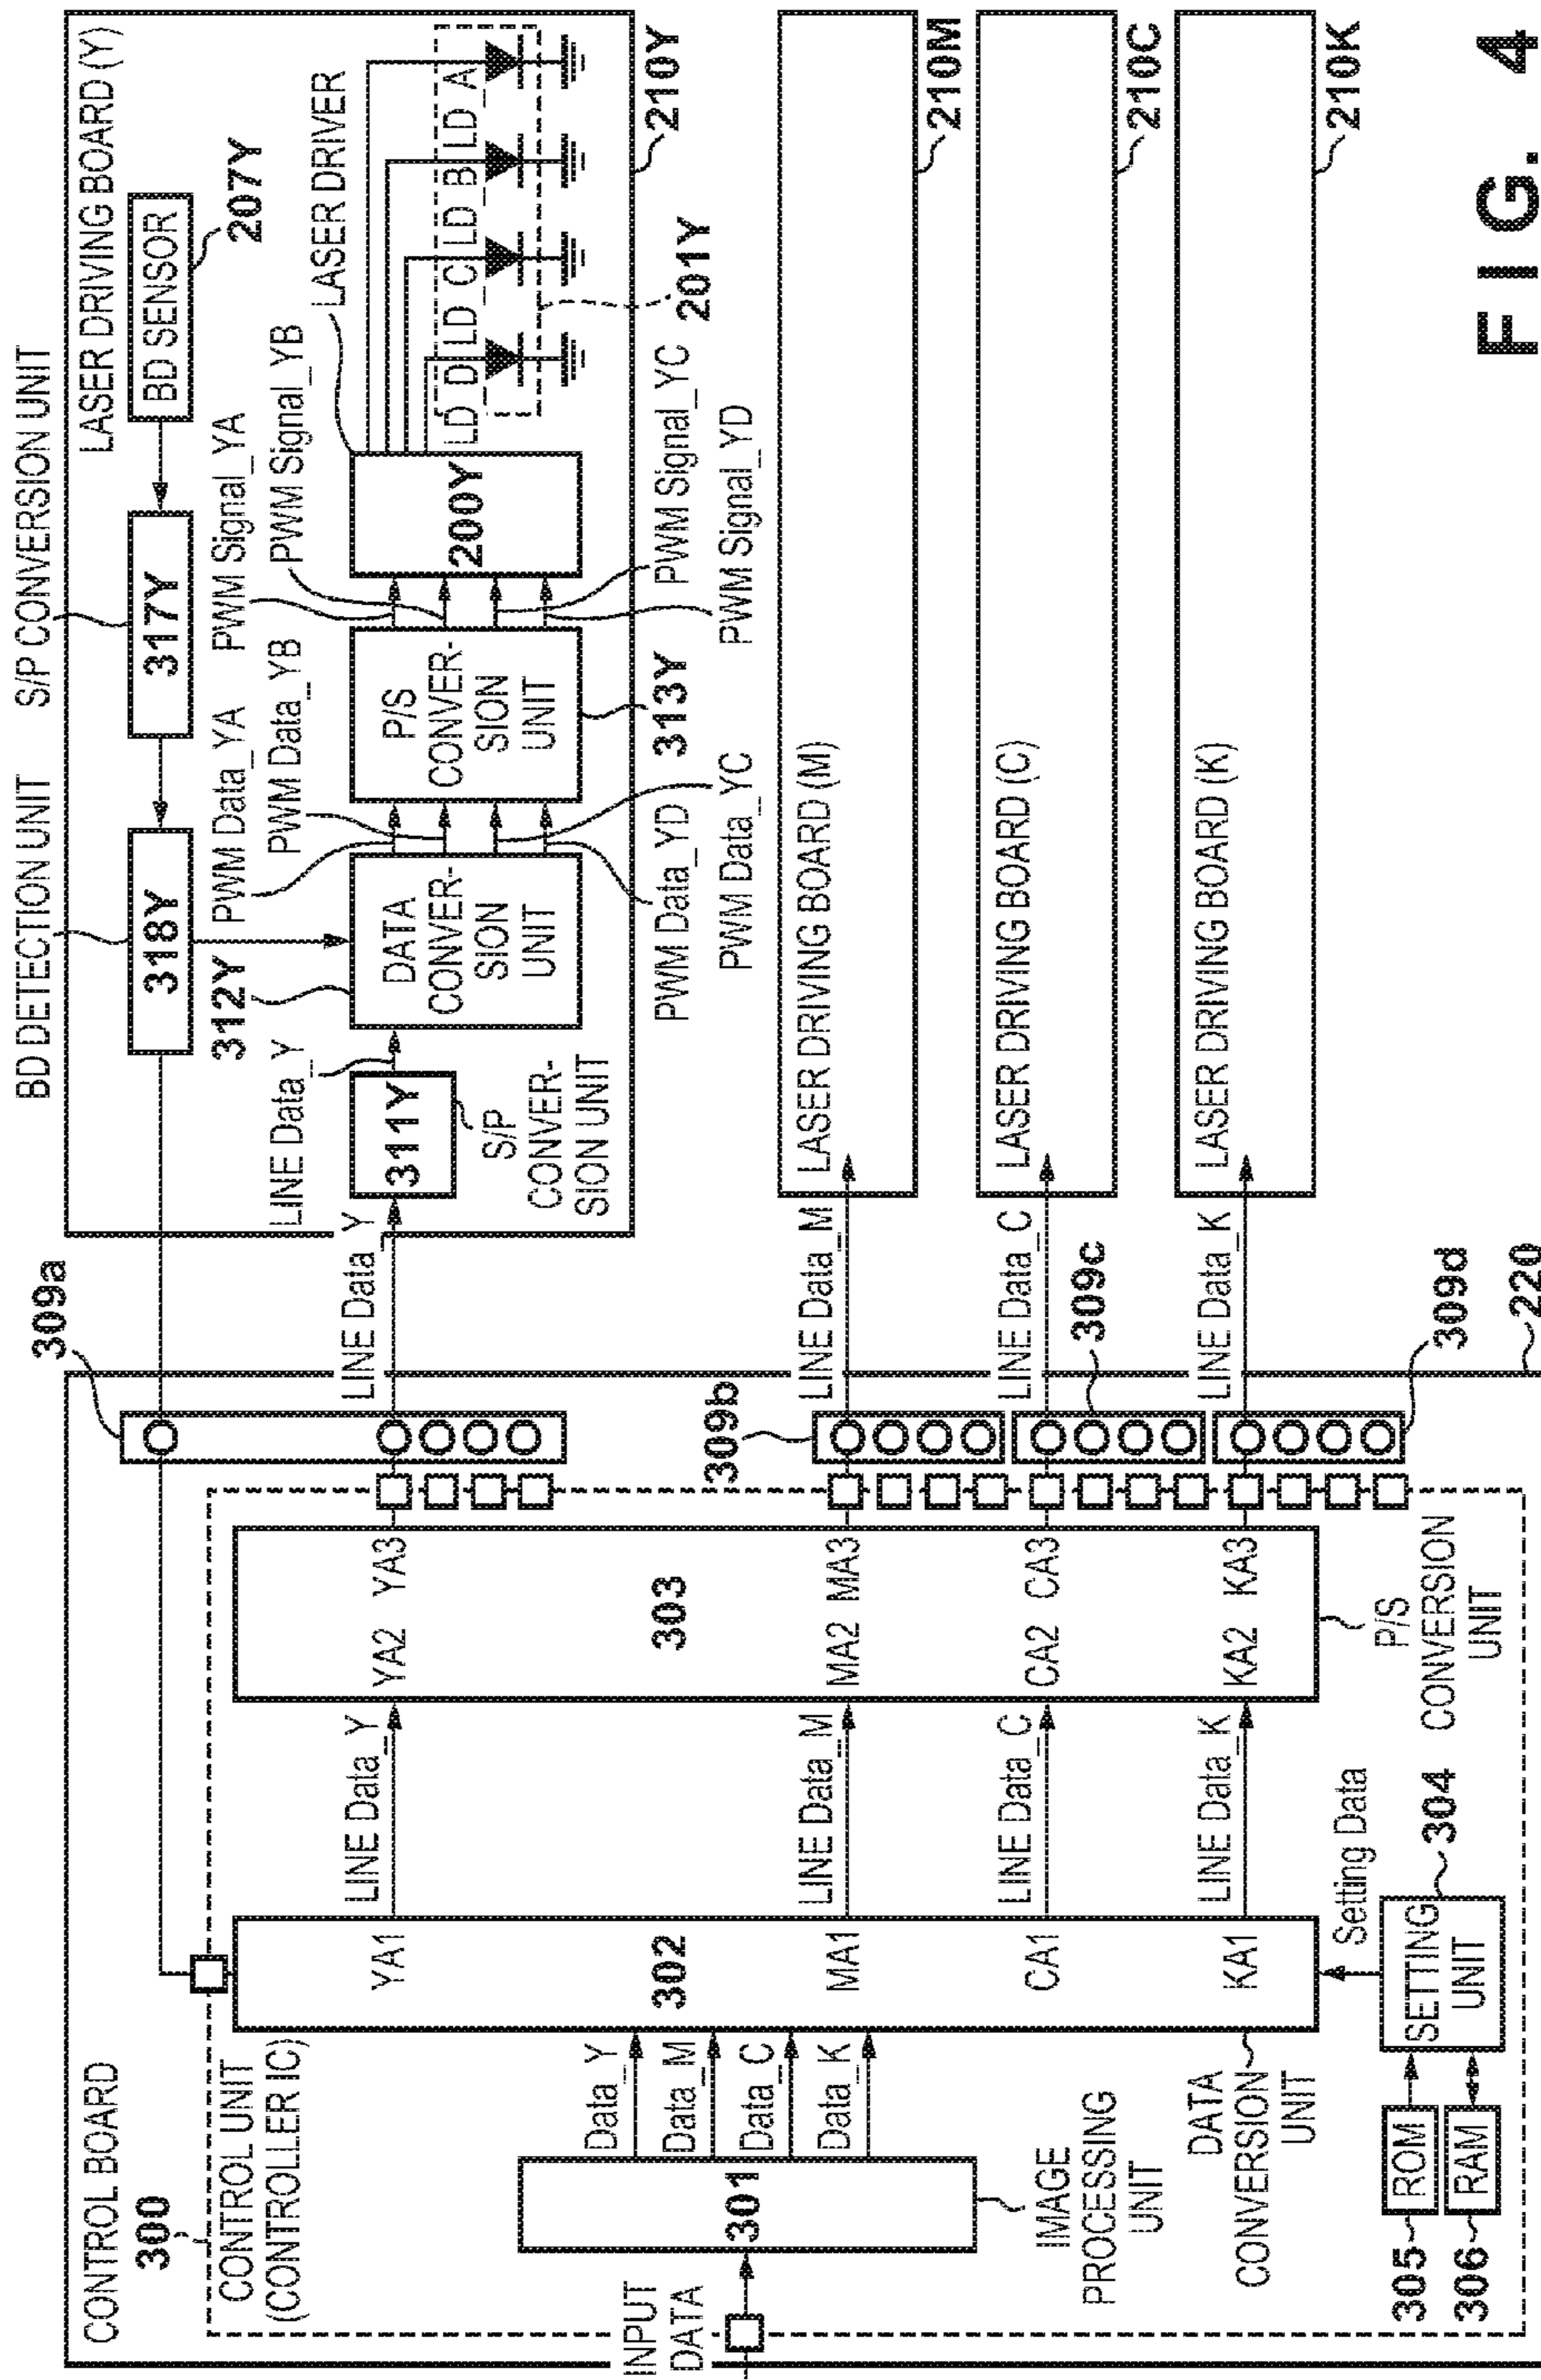 CONTROL BOARD
300
CONTROL UNIT
(CONTROLLER IC)
INPUT
DATA
301
IMAGE
PROCESSING
UNIT
Data_Y
Data_M
Data_C
Data_K
302
YA1
MA1
CA1
KA1
DATA
CONVERSION
UNIT
305
ROM
306
RAM
SETTING
UNIT
304
Setting Data
LINE Data_Y
LINE Data_M
LINE Data_C
LINE Data_K
303
YA2 YA3
MA2 MA3
CA2 CA3
KA2 KA3
P/S
CONVERSION
UNIT
309a
309b
309c
309d
220
LINE Data_Y
LINE Data_M
LINE Data_C
LINE Data_K
BD DETECTION UNIT
S/P CONVERSION UNIT
LASER DRIVING BOARD (Y)
318Y
317Y
BD SENSOR
207Y
312Y
LINE Data_Y
311Y
S/P
CONVER-
SION UNIT
DATA
CONVER-
SION
UNIT
PWM Data_YA
PWM Data_YB
PWM Data_YD
PWM Data_YC
P/S
CONVER-
SION
UNIT
313Y
PWM Signal_YA
PWM Signal_YB
PWM Signal_YC
PWM Signal_YD
200Y
LASER DRIVER
LD_D LD_C LD_B LD_A
201Y
210Y
LASER DRIVING BOARD (M)
210M
LASER DRIVING BOARD (C)
210C
LASER DRIVING BOARD (K)
210K
FIG. 4